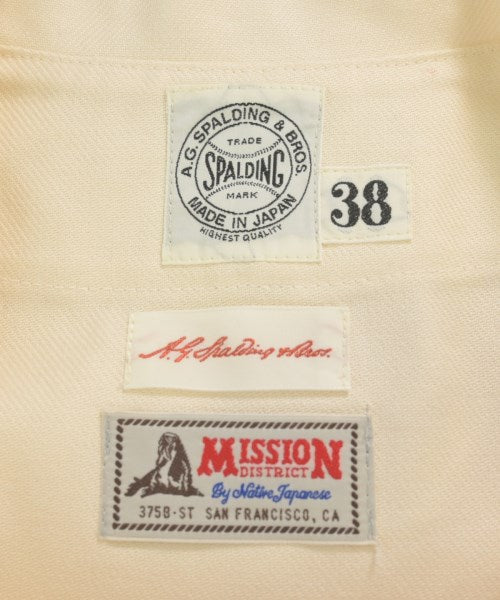 A.G. SPALDING & BROS.
TRADE
SPALDING
MARK
MADE IN JAPAN
HIGHEST QUALITY
38
A.G. Spalding & Bros.
MISSION
DISTRICT
By Native Japanese
375B-ST SAN FRANCISCO, CA